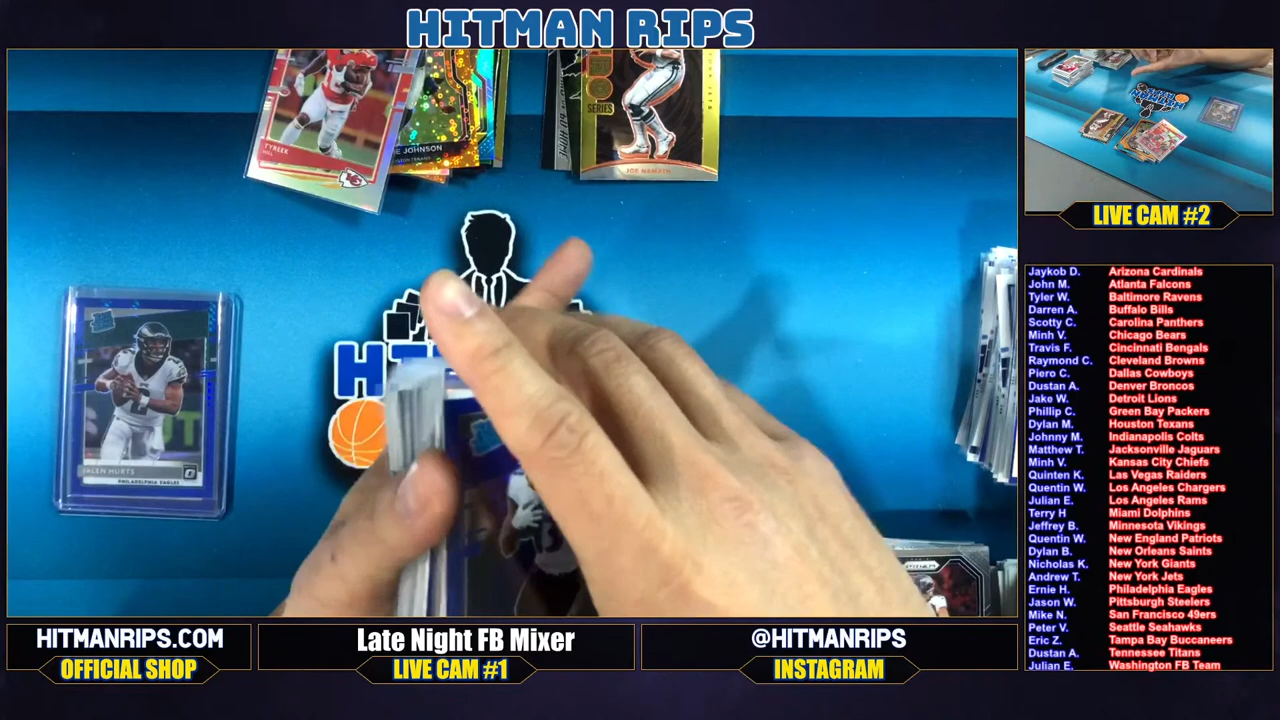 HITMAN RIPS
TYREEK
HILL
JOHNSON
SERIES
JOE NAMATH
JALEN HURTS
PHILADELPHIA EAGLES
LIVE CAM #2
Jaykob D. Arizona Cardinals
John M. Atlanta Falcons
Tyler W. Baltimore Ravens
Darren A. Buffalo Bills
Scotty C. Carolina Panthers
Minh V. Chicago Bears
Travis F. Cincinnati Bengals
Raymond C. Cleveland Browns
Piero C. Dallas Cowboys
Dustan A. Denver Broncos
Jake W. Detroit Lions
Phillip C. Green Bay Packers
Dylan M. Houston Texans
Johnny M. Indianapolis Colts
Matthew T. Jacksonville Jaguars
Minh V. Kansas City Chiefs
Quinten K. Las Vegas Raiders
Quentin W. Los Angeles Chargers
Julian E. Los Angeles Rams
Terry H Miami Dolphins
Jeffrey B. Minnesota Vikings
Quentin W. New England Patriots
Dylan B. New Orleans Saints
Nicholas K. New York Giants
Andrew T. New York Jets
Ernie H. Philadelphia Eagles
Jason W. Pittsburgh Steelers
Mike N. San Francisco 49ers
Peter V. Seattle Seahawks
Eric Z. Tampa Bay Buccaneers
Dustan A. Tennessee Titans
Julian E. Washington FB Team
HITMANRIPS.COM
OFFICIAL SHOP
Late Night FB Mixer
LIVE CAM #1
@HITMANRIPS
INSTAGRAM